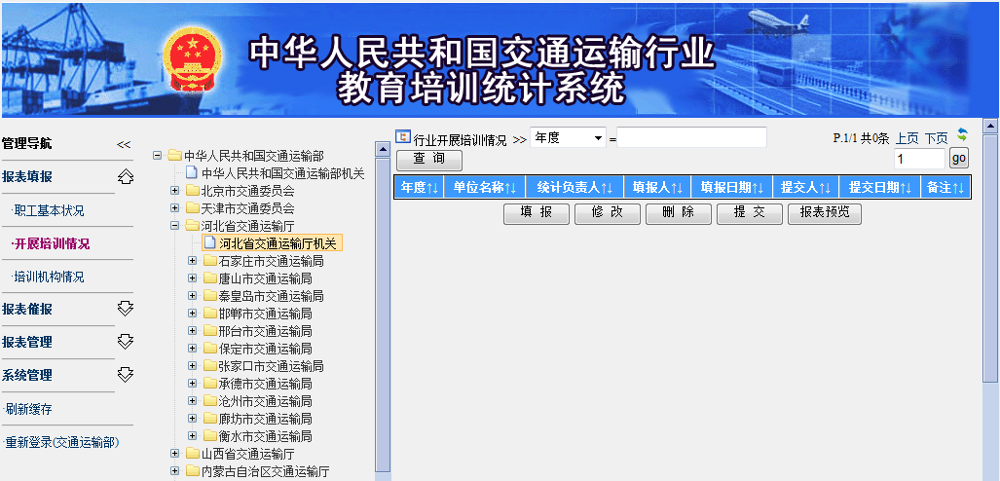 中华人民共和国交通运输行业
教育培训统计系统
管理导航 <<
报表填报
·职工基本状况
·开展培训情况
·培训机构情况
报表催报
报表管理
系统管理
·刷新缓存
·重新登录(交通运输部)
中华人民共和国交通运输部
中华人民共和国交通运输部机关
北京市交通委员会
天津市交通委员会
河北省交通运输厅
河北省交通运输厅机关
石家庄市交通运输局
唐山市交通运输局
秦皇岛市交通运输局
邯郸市交通运输局
邢台市交通运输局
保定市交通运输局
张家口市交通运输局
承德市交通运输局
沧州市交通运输局
廊坊市交通运输局
衡水市交通运输局
山西省交通运输厅
内蒙古自治区交通运输厅
行业开展培训情况 >> 年度 =
查 询
P.1/1 共0条 上页 下页
1 go
年度↑↓ 单位名称↑↓ 统计负责人↑↓ 填报人↑↓ 填报日期↑↓ 提交人↑↓ 提交日期↑↓ 备注↑↓
填 报 修 改 删 除 提 交 报表预览